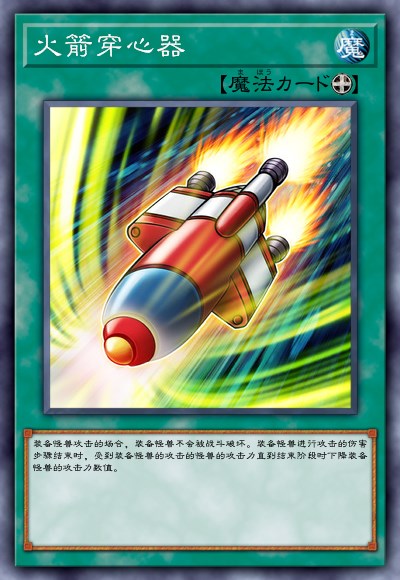 火箭穿心器
魔
【魔法カード】
まほう
装备怪兽攻击的场合，装备怪兽不会被战斗破坏。装备怪兽进行攻击的伤害
步骤结束时，受到装备怪兽的攻击的怪兽的攻击力直到结束阶段时下降装备
怪兽的攻击力数值。